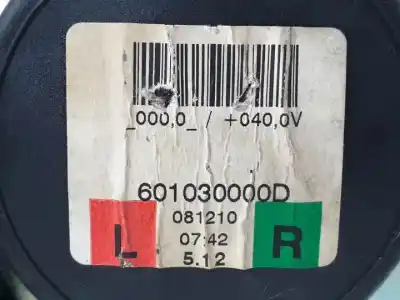 _000,0_ / +040,0V
601030000D
081210
L 07:42 R
5.12